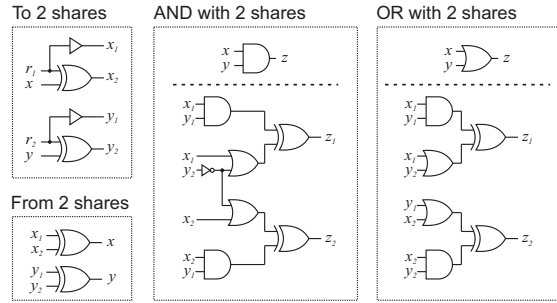 To 2 shares
r₁
x
x₁
x₂
r₂
y
y₁
y₂
From 2 shares
x₁
x₂
x
y₁
y₂
y
AND with 2 shares
x
y
z
x₁
y₁
z₁
x₁
y₂
x₂
z₂
x₂
y₁
OR with 2 shares
x
y
z
x₁
y₁
z₁
x₁
y₂
y₁
x₂
z₂
x₂
y₂